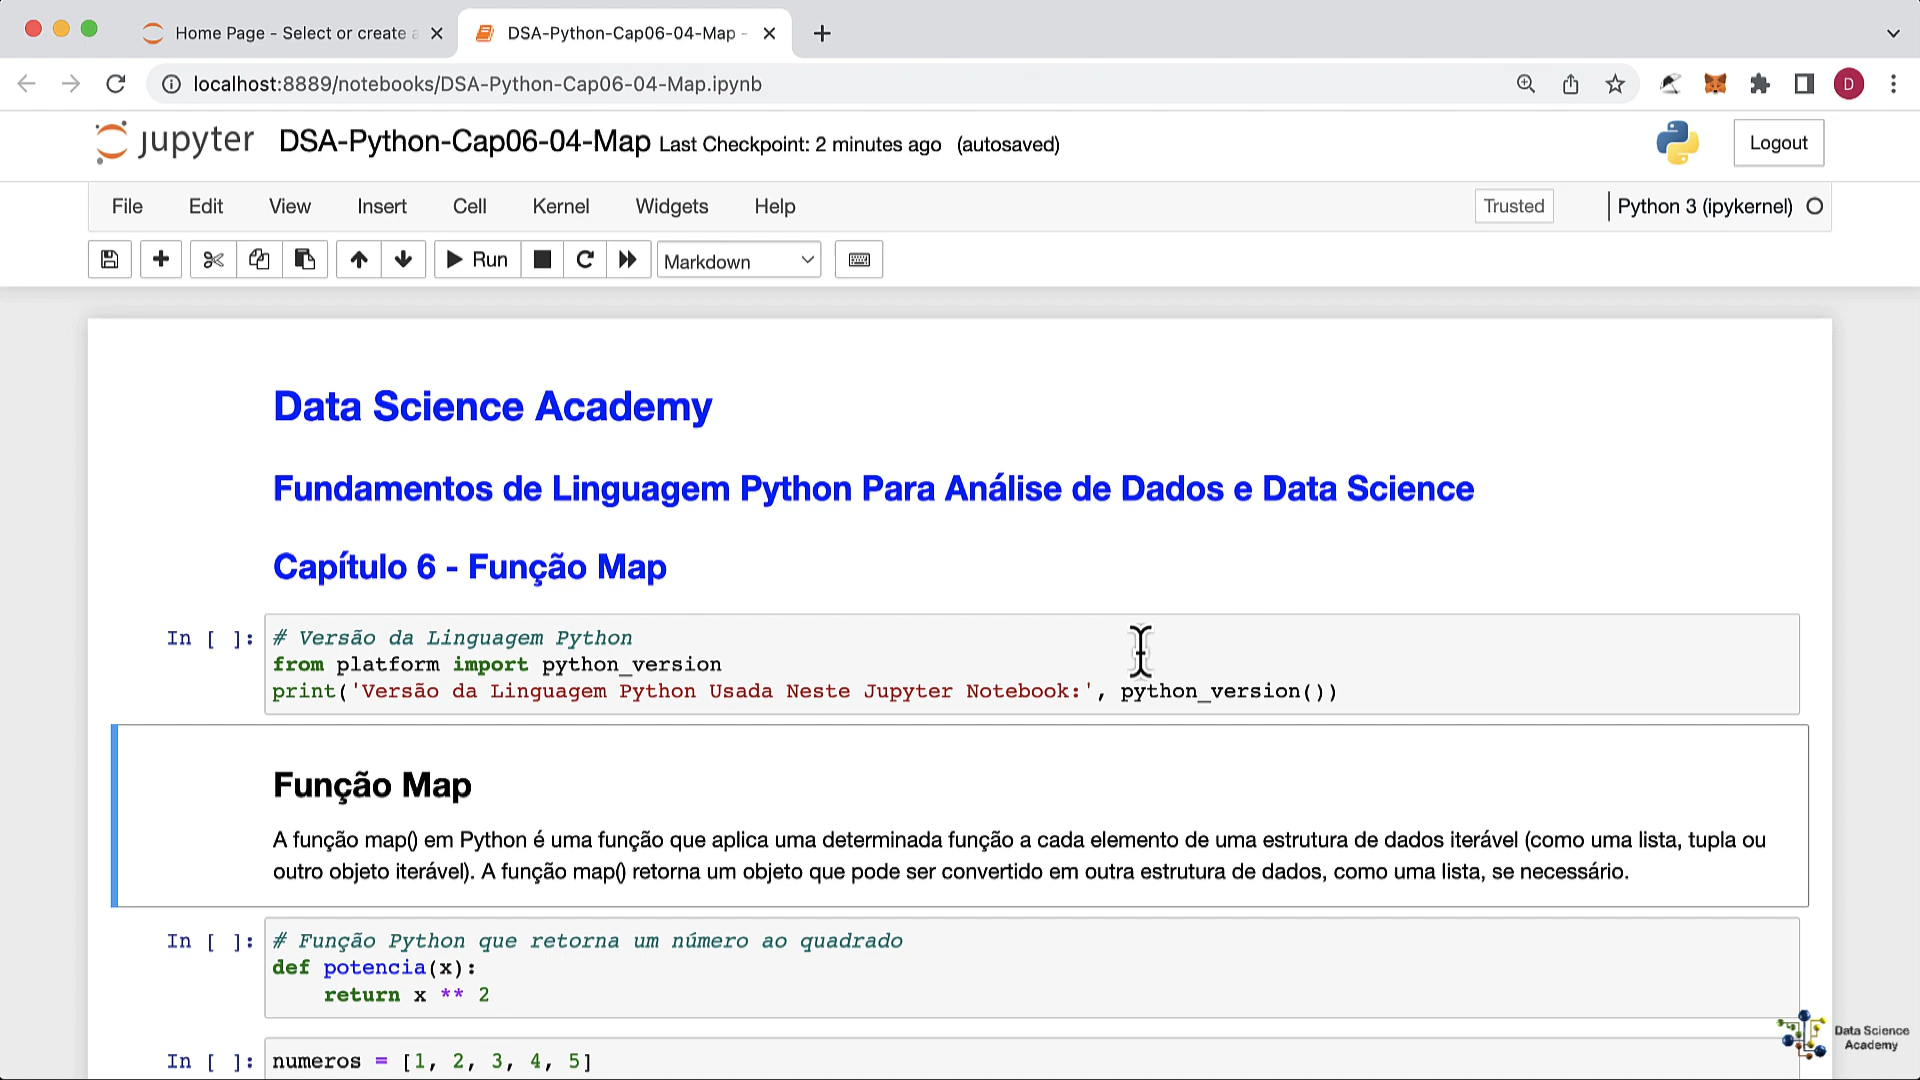 Home Page - Select or create a
DSA-Python-Cap06-04-Map -
localhost:8889/notebooks/DSA-Python-Cap06-04-Map.ipynb
D
jupyter DSA-Python-Cap06-04-Map Last Checkpoint: 2 minutes ago (autosaved)
Logout
File Edit View Insert Cell Kernel Widgets Help
Trusted
Python 3 (ipykernel)
Run
Markdown
Data Science Academy
Fundamentos de Linguagem Python Para Análise de Dados e Data Science
Capítulo 6 - Função Map
In [ ]: # Versão da Linguagem Python
from platform import python_version
print('Versão da Linguagem Python Usada Neste Jupyter Notebook:', python_version())
Função Map
A função map() em Python é uma função que aplica uma determinada função a cada elemento de uma estrutura de dados iterável (como uma lista, tupla ou
outro objeto iterável). A função map() retorna um objeto que pode ser convertido em outra estrutura de dados, como uma lista, se necessário.
In [ ]: # Função Python que retorna um número ao quadrado
def potencia(x):
    return x ** 2
In [ ]: numeros = [1, 2, 3, 4, 5]
Data Science
Academy